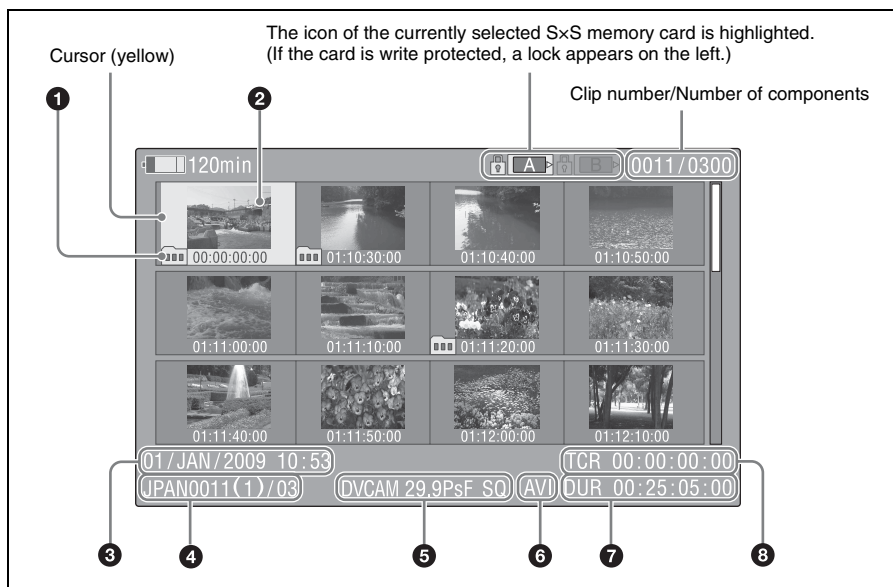 The icon of the currently selected S×S memory card is highlighted.
(If the card is write protected, a lock appears on the left.)
Cursor (yellow)
Clip number/Number of components
1
2
120min
A
B
0011/0300
00:00:00:00
01:10:30:00
01:10:40:00
01:10:50:00
01:11:00:00
01:11:10:00
01:11:20:00
01:11:30:00
01:11:40:00
01:11:50:00
01:12:00:00
01:12:10:00
01/JAN/2009 10:53
TCR 00:00:00:00
JPAN0011(1)/03
DVCAM 29.9PsF SQ
AVI
DUR 00:25:05:00
3
4
5
6
7
8